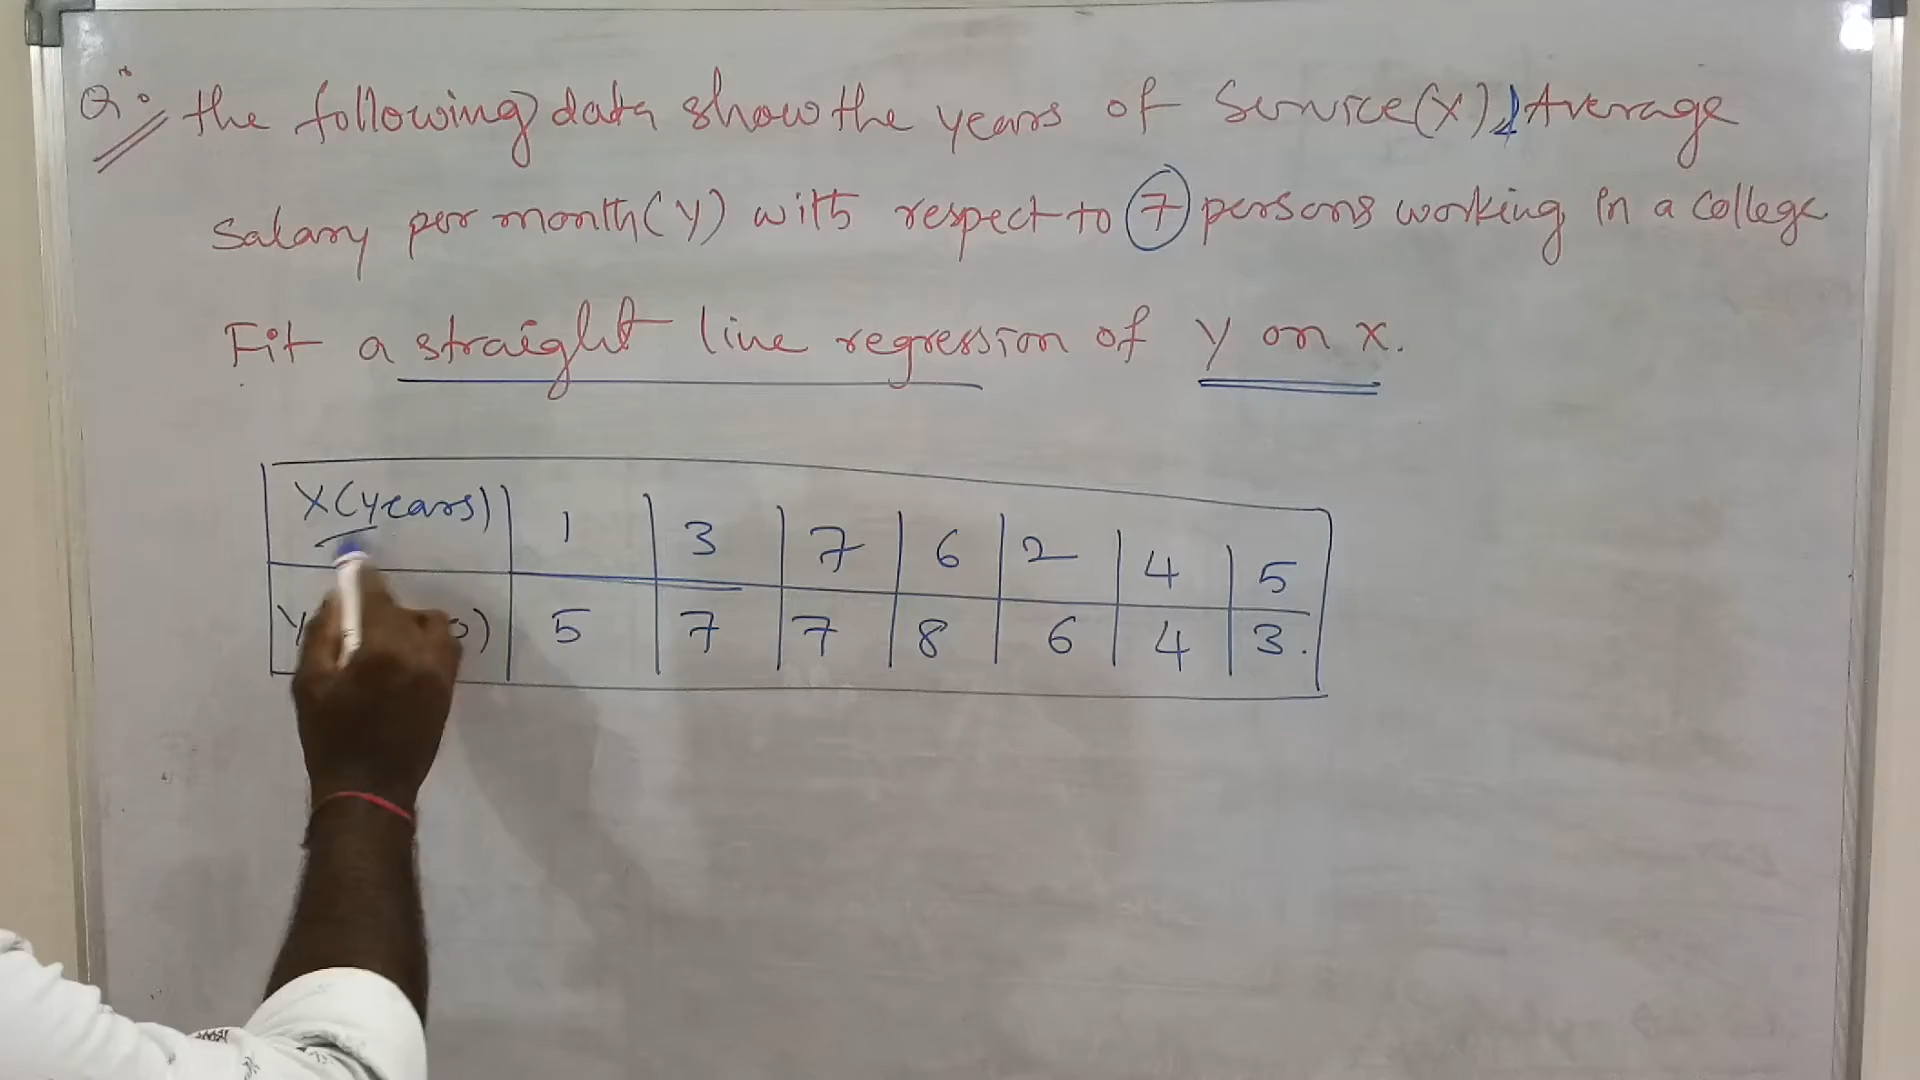 Q: the following data show the years of Service(X), & Average
Salary per month(Y) with respect to 7 persons working in a College
Fit a straight line regression of Y on X.
X(years) 1 3 7 6 2 4 5
5 7 7 8 6 4 3.